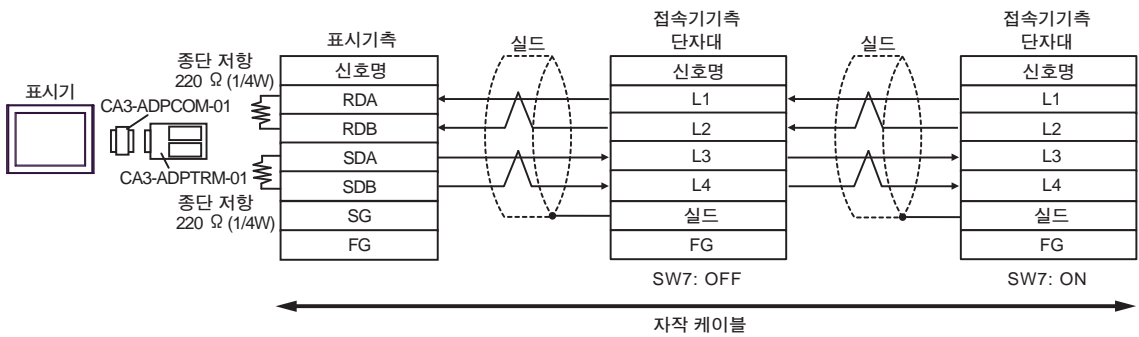 표시기
CA3-ADPCOM-01
CA3-ADPTRM-01
종단 저항
220 Ω (1/4W)
종단 저항
220 Ω (1/4W)
표시기측
신호명
RDA
RDB
SDA
SDB
SG
FG
실드
접속기기측
단자대
신호명
L1
L2
L3
L4
실드
FG
SW7: OFF
실드
접속기기측
단자대
신호명
L1
L2
L3
L4
실드
FG
SW7: ON
자작 케이블